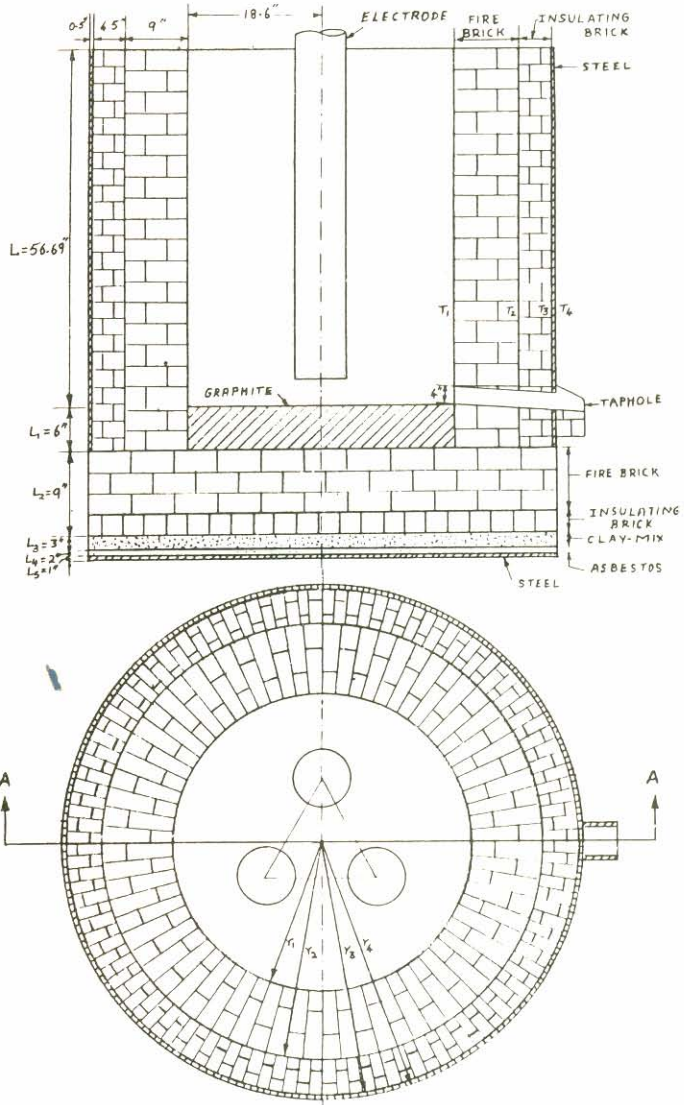 0.5" 4.5" 9" 18.6" ELECTRODE FIRE BRICK INSULATING BRICK
STEEL
L=56.69"
T1 T2 T3 T4
GRAPHITE 4" TAPHOLE
L1=6"
FIRE BRICK
L2=9"
INSULATING BRICK
L3=3" CLAY-MIX
L4=2" ASBESTOS
L5=1"
STEEL
A A
r1 r2 r3 r4